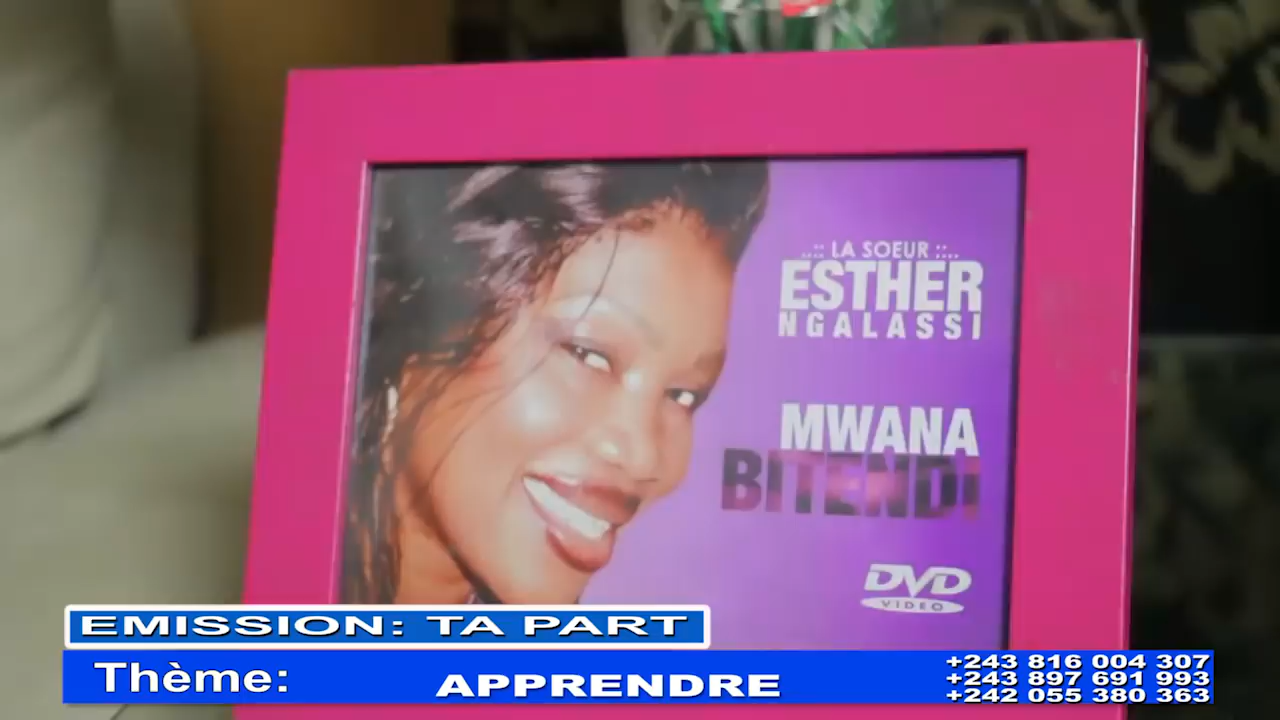 .:: LA SOEUR ::.
ESTHER
NGALASSI
MWANA
BITENDI
DVD
VIDEO
EMISSION: TA PART
Thème: APPRENDRE
+243 816 004 307
+243 897 691 993
+242 055 380 363